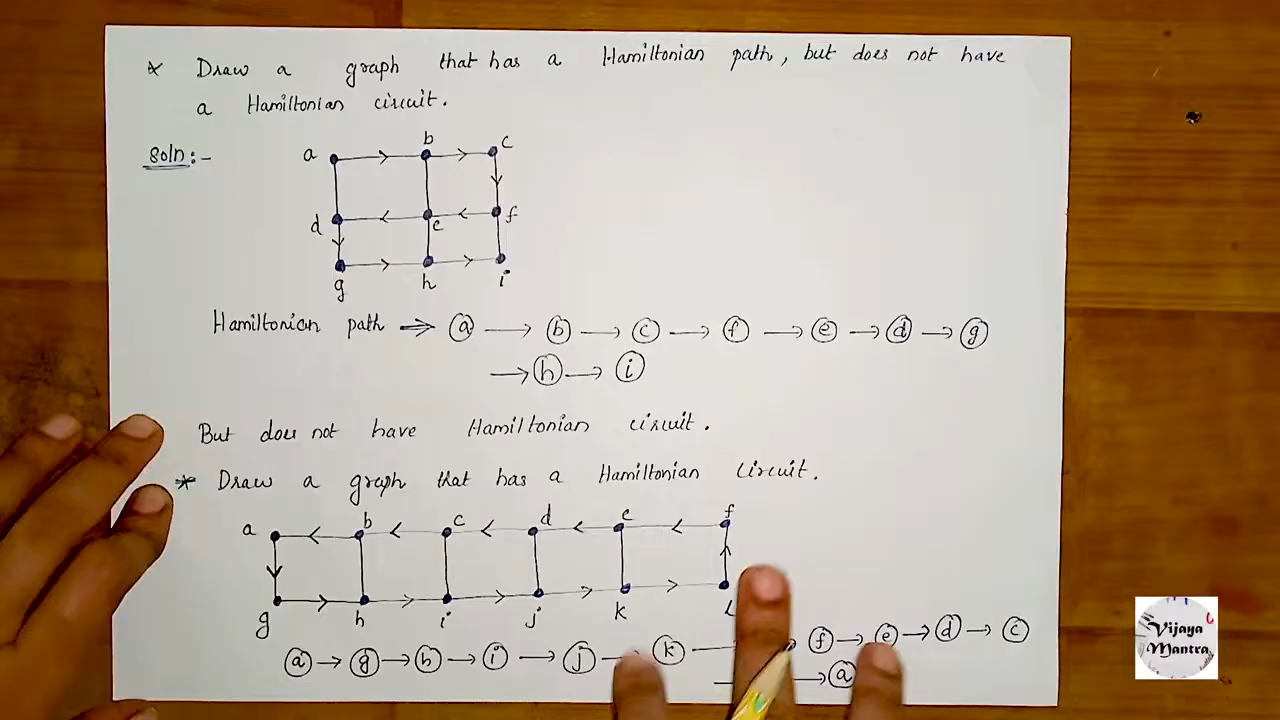 * Draw a graph that has a Hamiltonian path, but does not have
a Hamiltonian circuit.
Soln:-
a b c
d e f
g h i
Hamiltonian path ⇒ a → b → c → f → e → d → g
→ h → i
But does not have Hamiltonian circuit.
* Draw a graph that has a Hamiltonian circuit.
a b c d e f
g h i j k l
a → g → h → i → j → k → f → e → d → c
→ a
Vijaya
Mantra